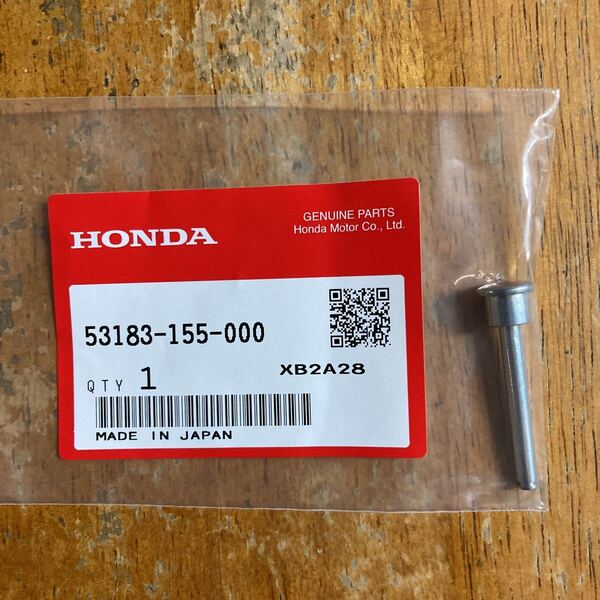 HONDA
GENUINE PARTS
Honda Motor Co., Ltd.
53183-155-000
QTY 1
XB2A28
MADE IN JAPAN